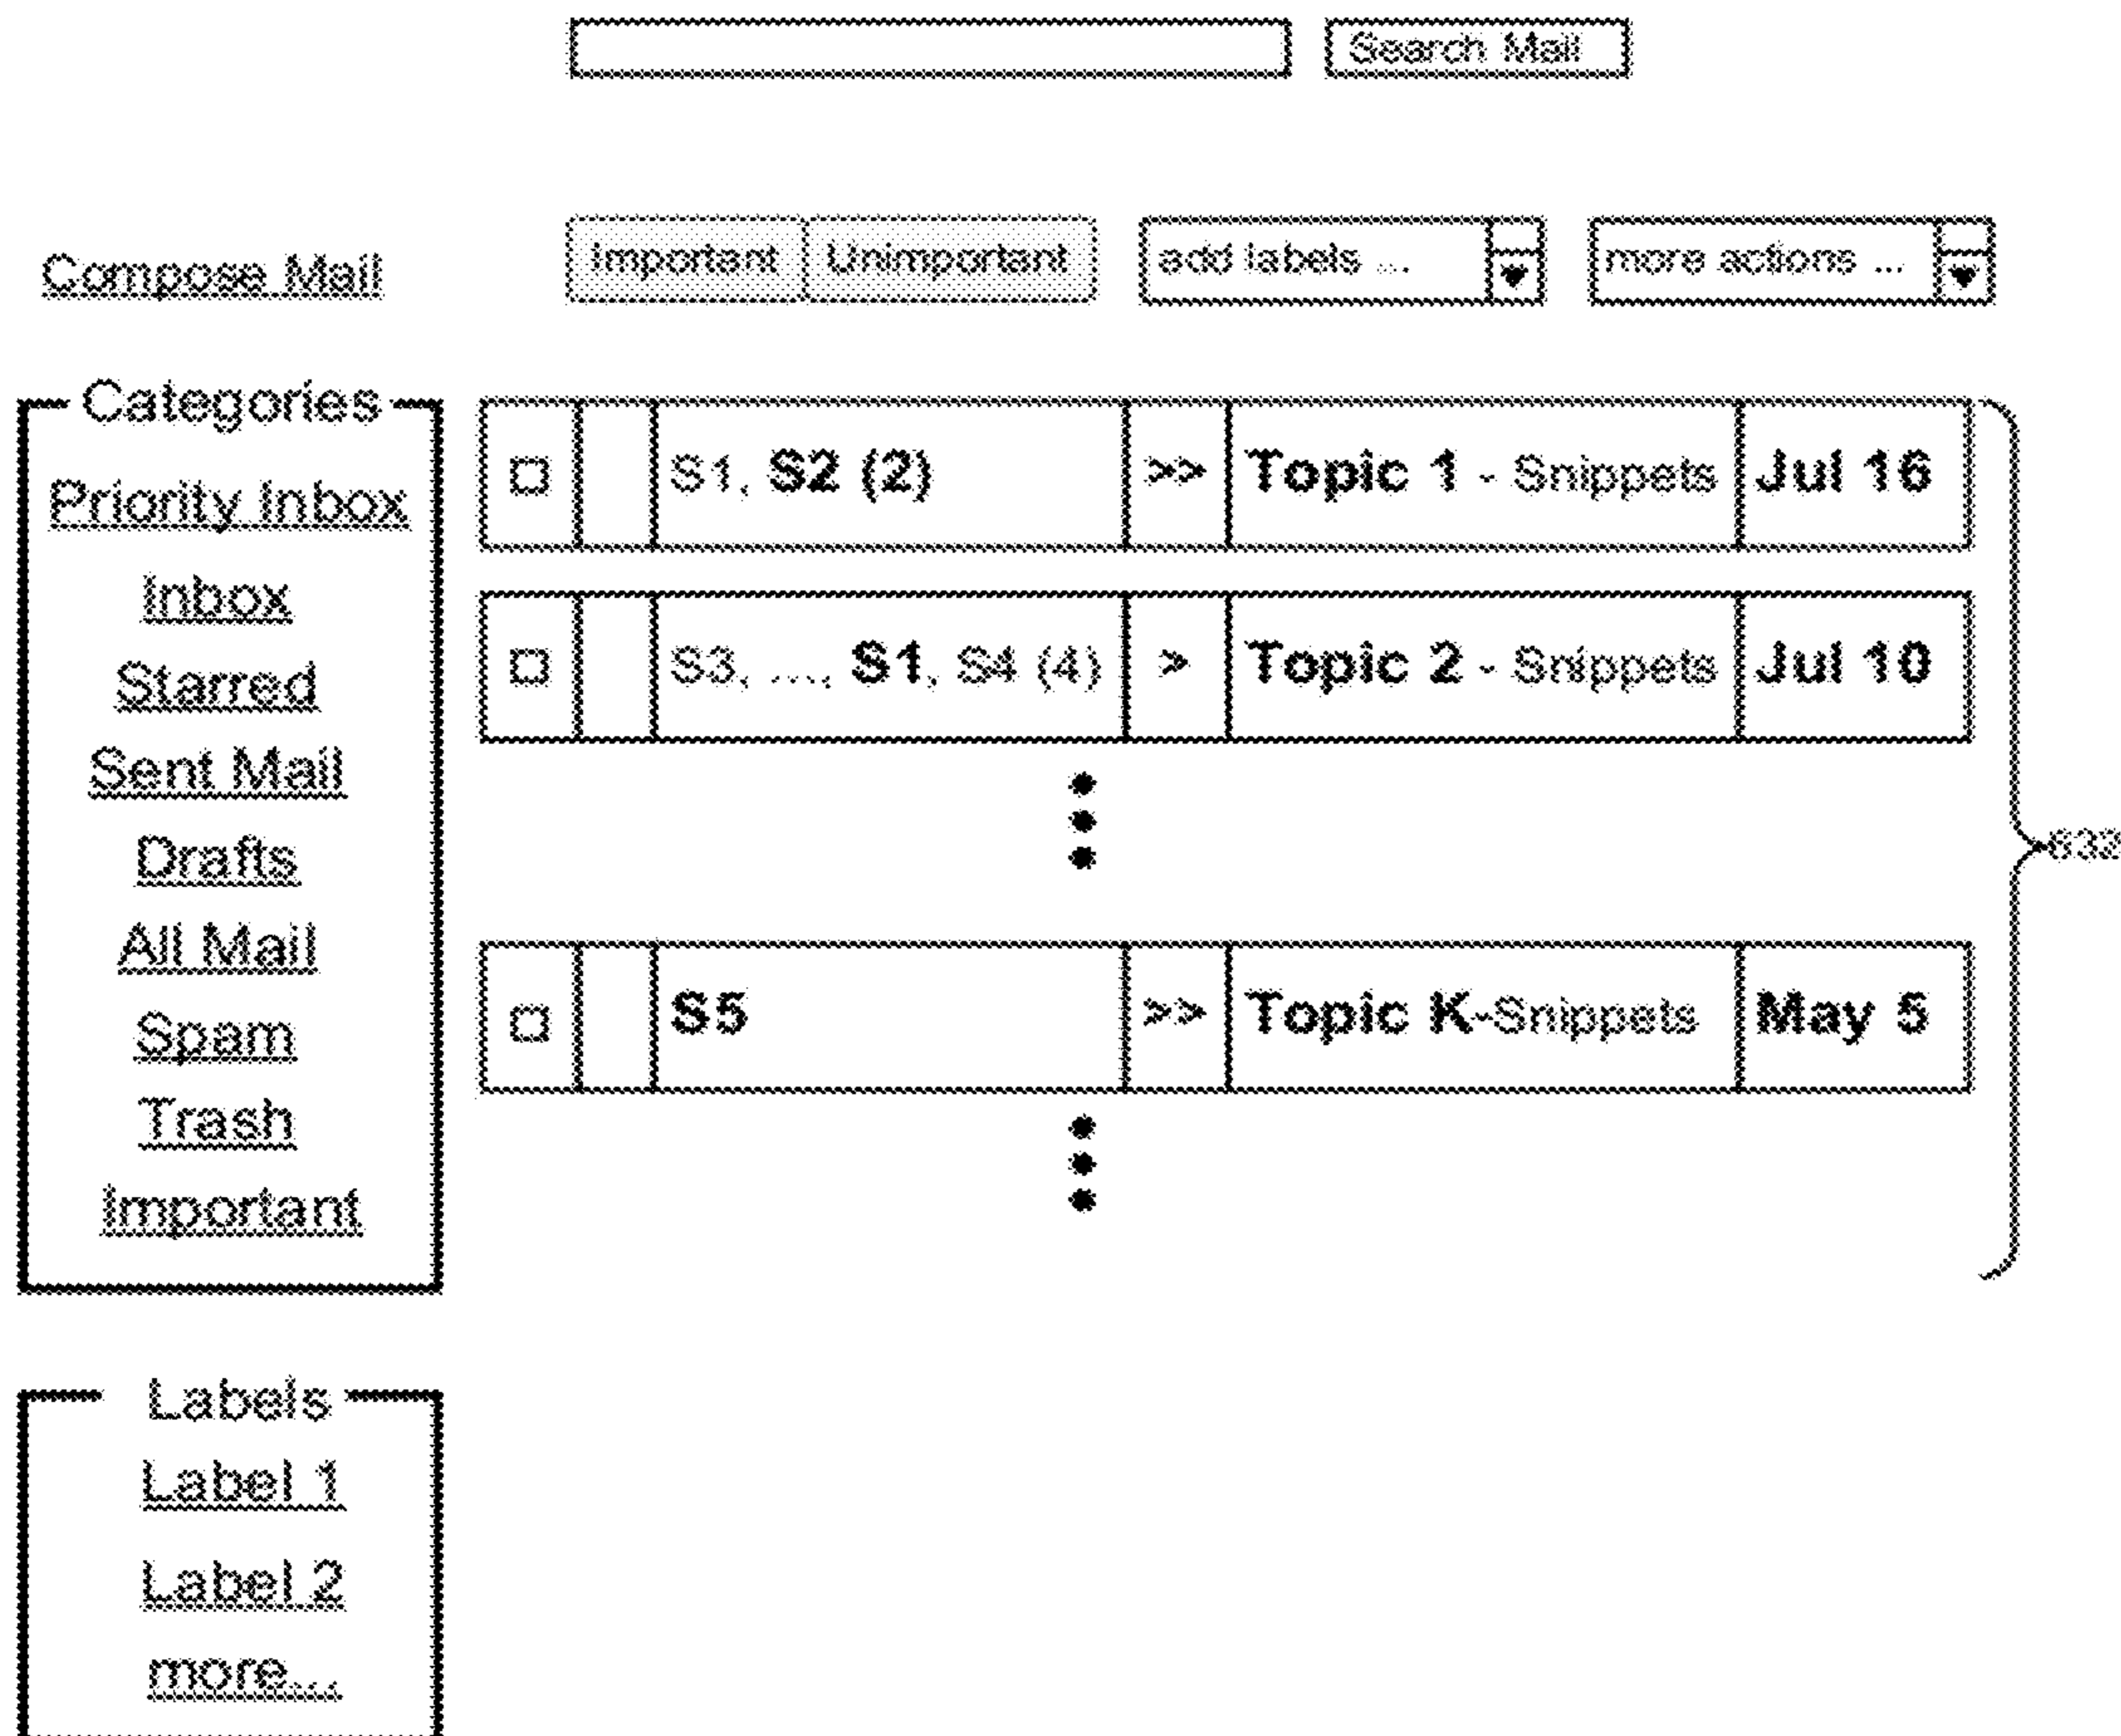 Search Mail
Compose Mail
Important Unimportant add labels ... more actions ...
Categories
Priority Inbox
Inbox
Starred
Sent Mail
Drafts
All Mail
Spam
Trash
Important
S1, S2 (2) >> Topic 1 - Snippets Jul 16
S3, ..., S1, S4 (4) > Topic 2 - Snippets Jul 10
S5 >> Topic K-Snippets May 5
632
Labels
Label 1
Label 2
more...